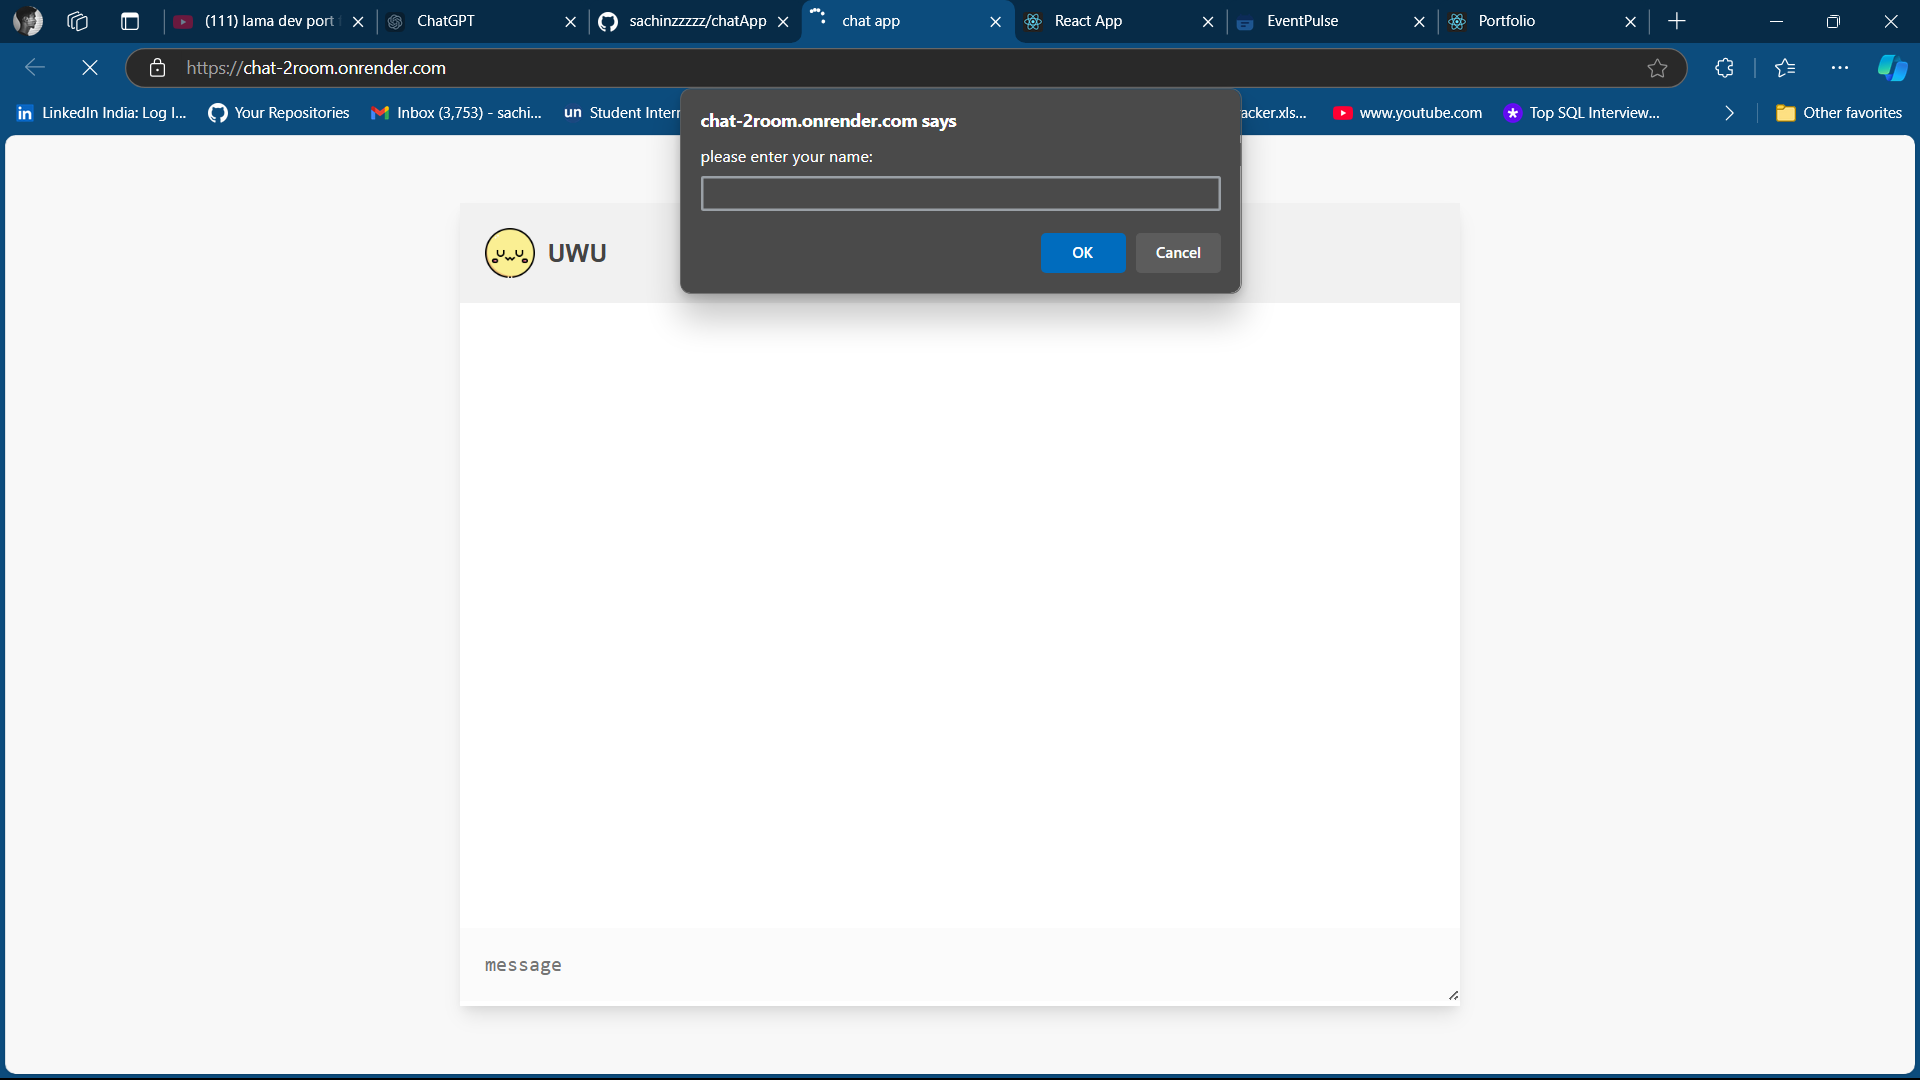 (111) lama dev port
ChatGPT
sachinzzzzz/chatApp
chat app
React App
EventPulse
Portfolio
https://chat-2room.onrender.com
LinkedIn India: Log I...
Your Repositories
Inbox (3,753) - sachi...
un Student Intern
acker.xls...
www.youtube.com
Top SQL Interview...
Other favorites
chat-2room.onrender.com says
please enter your name:
OK
Cancel
UWU
message